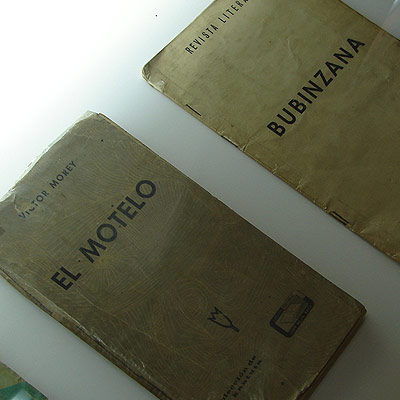 REVISTA LITERA
BUBINZANA
VICTOR MOREY
EL MOTELO